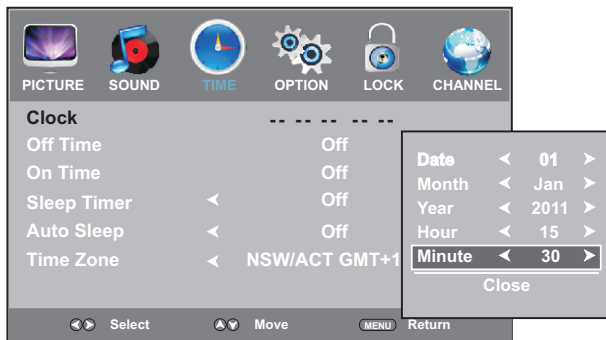 PICTURE SOUND TIME OPTION LOCK CHANNEL
Clock -- -- -- -- --
Off Time Off
On Time Off
Sleep Timer Off
Auto Sleep Off
Time Zone NSW/ACT GMT+1
Date 01
Month Jan
Year 2011
Hour 15
Minute 30
Close
Select Move MENU Return